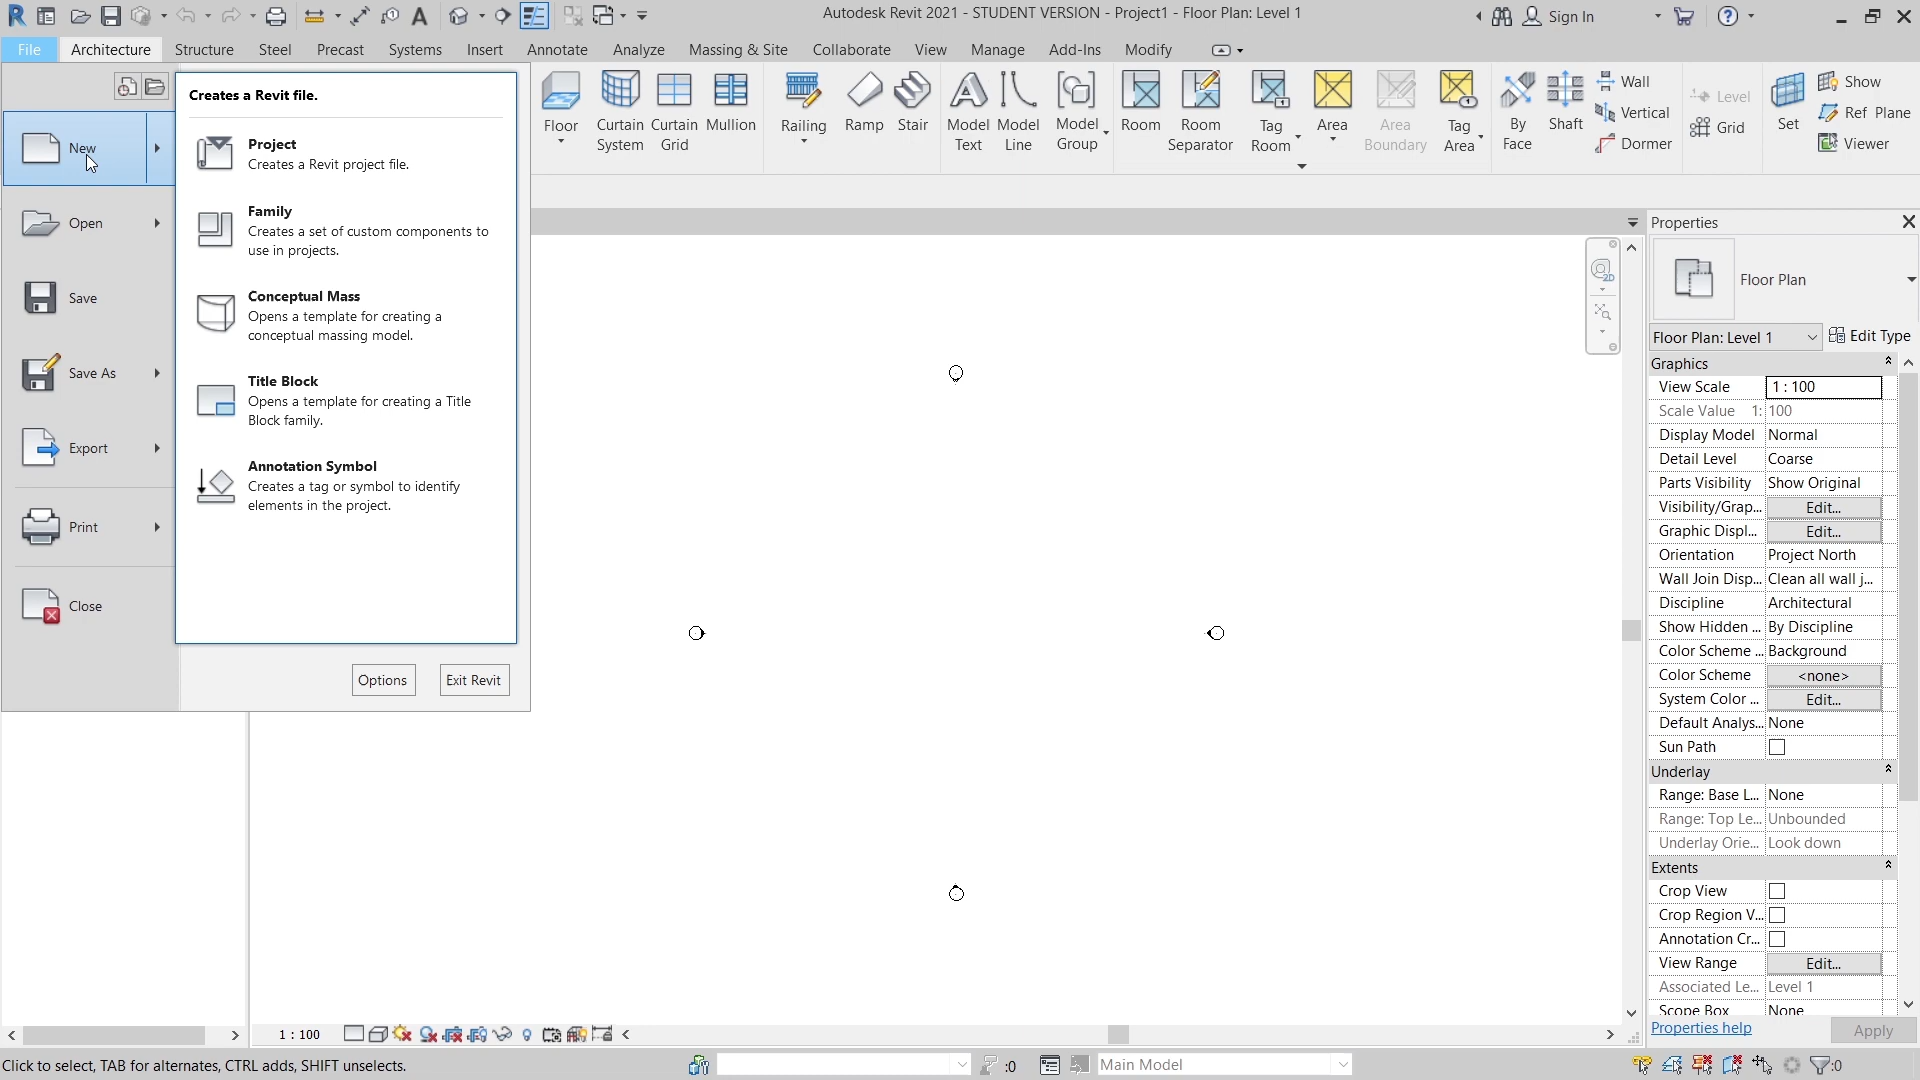 Autodesk Revit 2021 - STUDENT VERSION - Project1 - Floor Plan: Level 1
Sign In
File
Architecture
Structure
Steel
Precast
Systems
Insert
Annotate
Analyze
Massing & Site
Collaborate
View
Manage
Add-Ins
Modify
New
Open
Save
Save As
Export
Print
Close
Creates a Revit file.
Project
Creates a Revit project file.
Family
Creates a set of custom components to
use in projects.
Conceptual Mass
Opens a template for creating a
conceptual massing model.
Title Block
Opens a template for creating a Title
Block family.
Annotation Symbol
Creates a tag or symbol to identify
elements in the project.
Options
Exit Revit
Floor
Curtain
System
Curtain
Grid
Mullion
Railing
Ramp
Stair
Model
Text
Model
Line
Model
Group
Room
Room
Separator
Tag
Room
Area
Area
Boundary
Tag
Area
By
Face
Shaft
Wall
Vertical
Dormer
Level
Grid
Set
Show
Ref Plane
Viewer
2D
Properties
Floor Plan
Floor Plan: Level 1
Edit Type
Graphics
View Scale 1 : 100
Scale Value 1: 100
Display Model Normal
Detail Level Coarse
Parts Visibility Show Original
Visibility/Grap... Edit...
Graphic Displ... Edit...
Orientation Project North
Wall Join Disp... Clean all wall j...
Discipline Architectural
Show Hidden ... By Discipline
Color Scheme ... Background
Color Scheme <none>
System Color ... Edit...
Default Analys... None
Sun Path
Underlay
Range: Base L... None
Range: Top Le... Unbounded
Underlay Orie... Look down
Extents
Crop View
Crop Region V...
Annotation Cr...
View Range Edit...
Associated Le... Level 1
Scope Box None
Properties help
Apply
1 : 100
Click to select, TAB for alternates, CTRL adds, SHIFT unselects.
:0
Main Model
:0